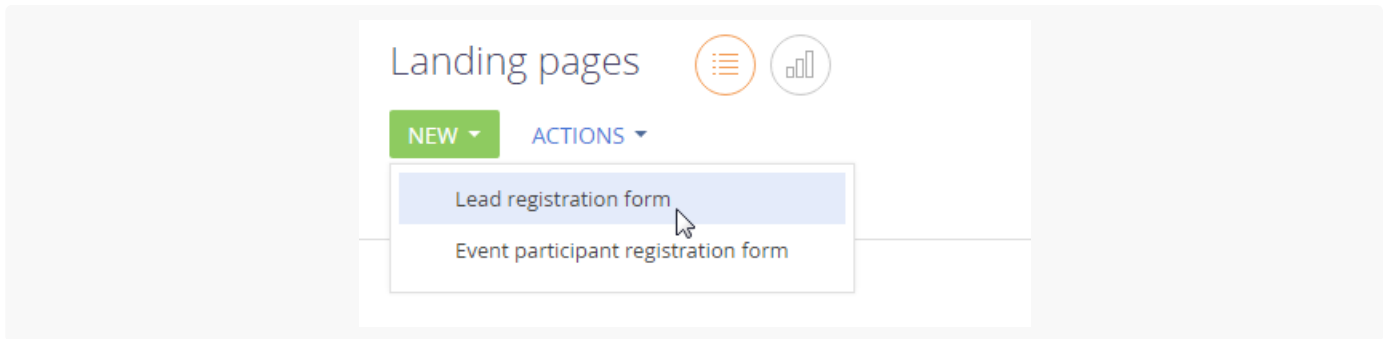 Landing pages
NEW
ACTIONS
Lead registration form
Event participant registration form